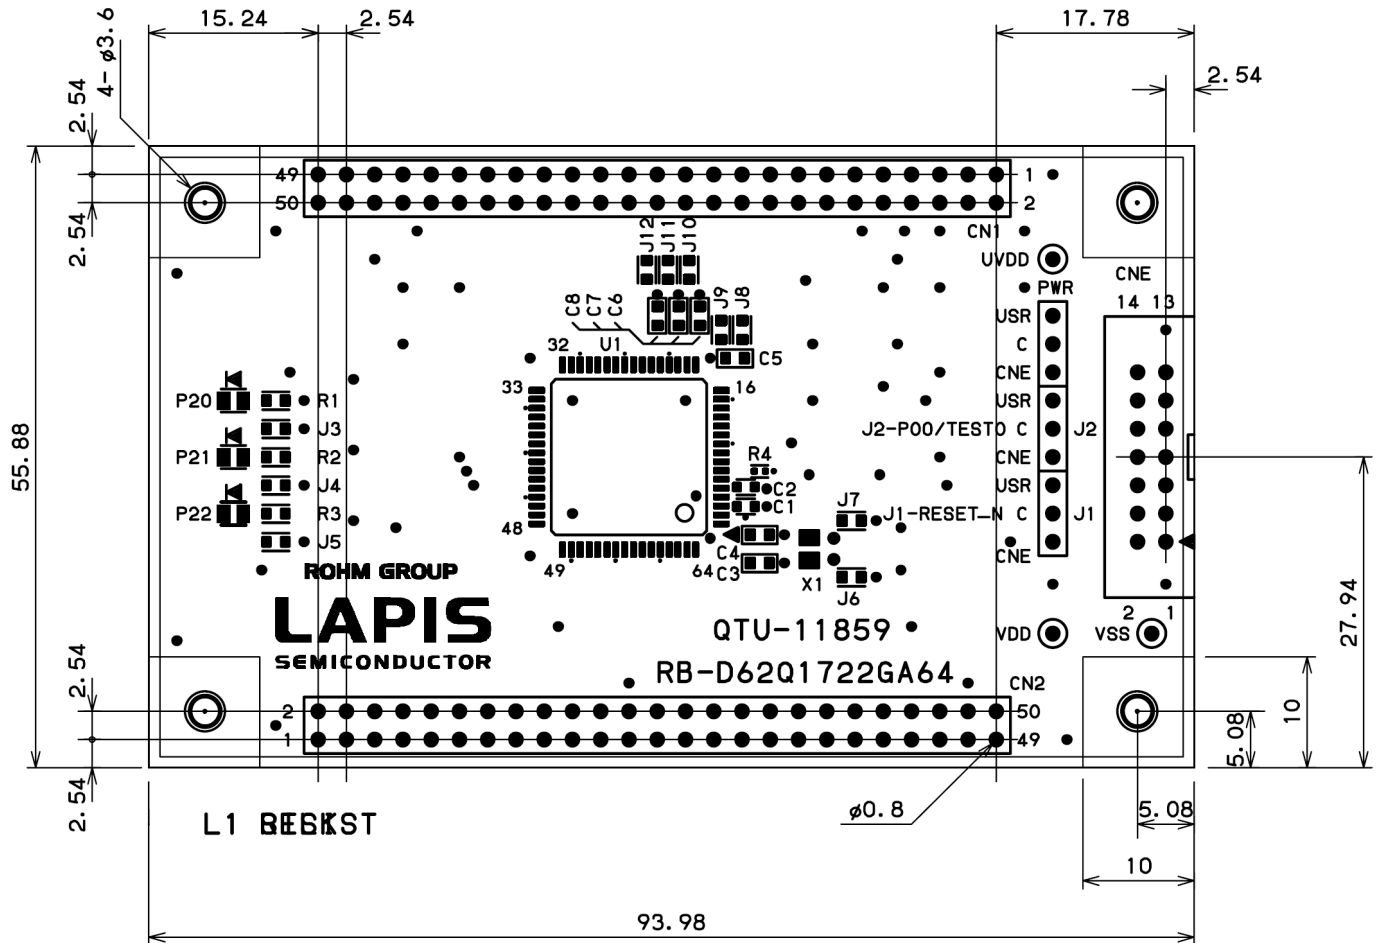 15.24
2.54
17.78
4-ø3.6
2.54
2.54
49
1
50
2
2.54
J12
J11
J10
CN1
UVDD
CNE
PWR
C8
C7
C6
J9
J8
14 13
USR
32
U1
C
C5
33
16
CNE
P20
R1
USR
J3
J2-P00/TEST0 C
J2
55.88
P21
R2
R4
CNE
J4
C2
USR
P22
R3
C1
J7
J1-RESET_N C
J1
48
J5
C4
CNE
49
64
C3
X1
J6
ROHM GROUP
LAPIS
SEMICONDUCTOR
2
1
27.94
QTU-11859
VDD
VSS
RB-D62Q1722GA64
CN2
2.54
2
50
10
1
49
5.08
2.54
ø0.8
5.08
L1
10
93.98